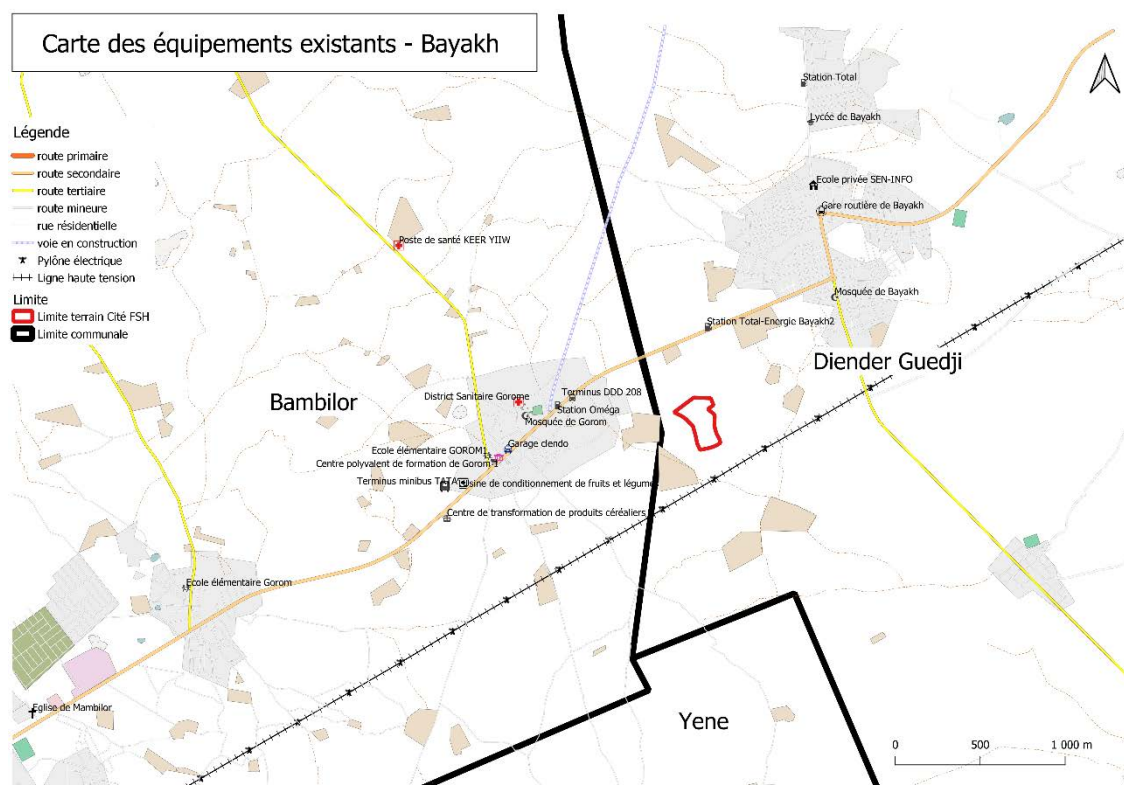 Carte des équipements existants - Bayakh
Légende
route primaire
route secondaire
route tertiaire
route mineure
rue résidentielle
voie en construction
Pylône électrique
Ligne haute tension
Limite
Limite terrain Cité FSH
Limite communale
Station Total
Lycée de Bayakh
Ecole privée SEN-INFO
Gare routière de Bayakh
Poste de santé KEER YIIW
Mosquée de Bayakh
Station Total-Energie Bayakh2
Diender Guedji
Bambilor
District Sanitaire Gorome
Terminus DDD 208
Station Oméga
Mosquée de Gorom
Garage clendo
Ecole élémentaire GOROM1
Centre polyvalent de formation de Gorom 1
Terminus minibus TATA
Usine de conditionnement de fruits et légume
Centre de transformation de produits céréaliers
Ecole élémentaire Gorom
Eglise de Mambilor
Yene
0 500 1 000 m